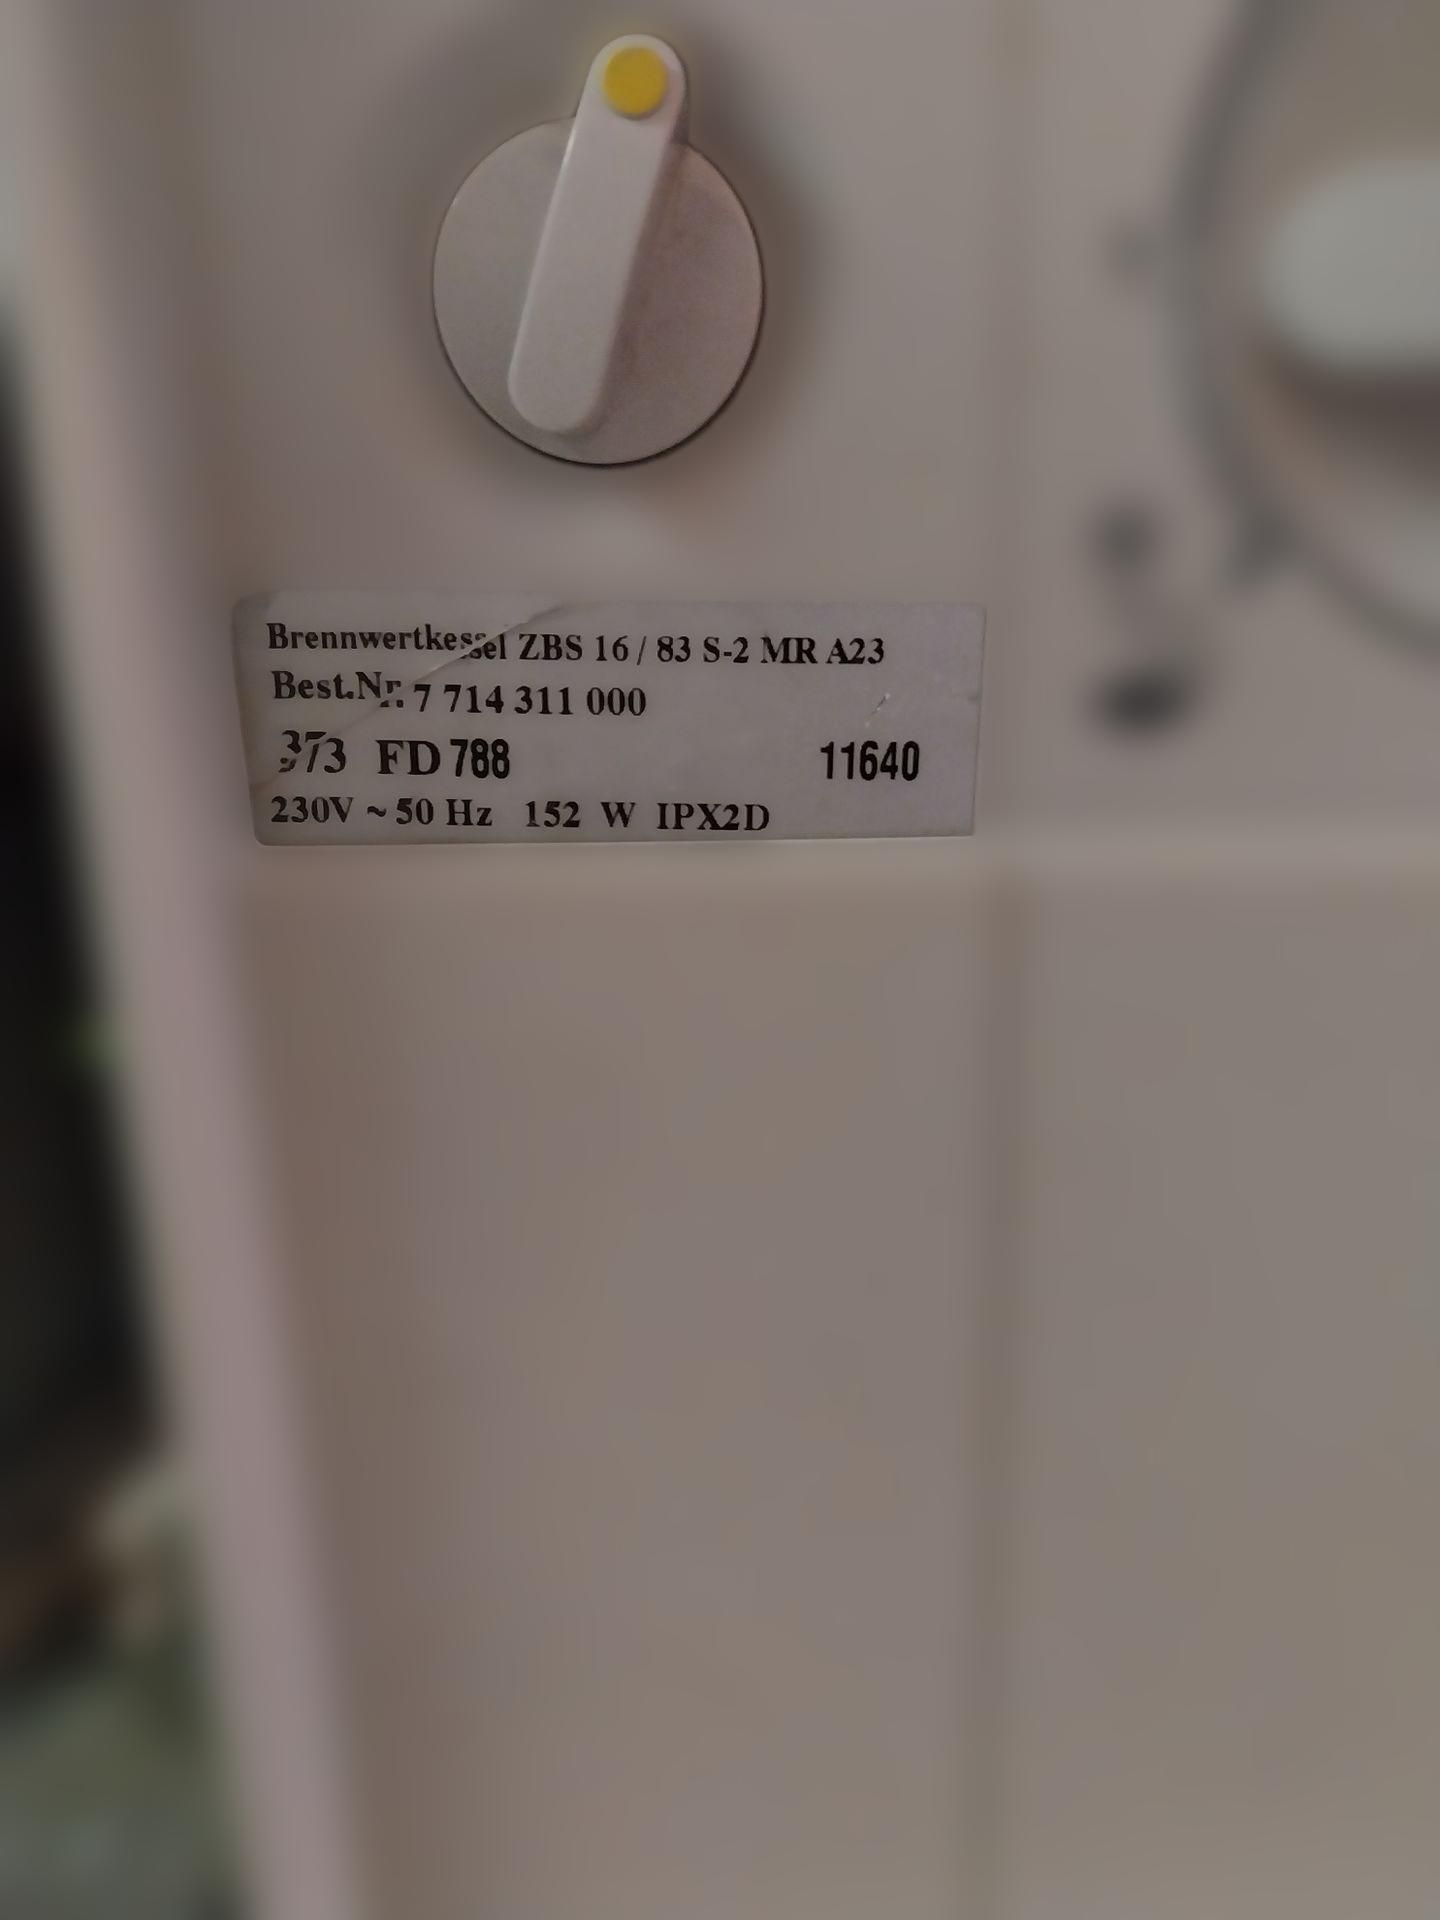 Brennwertkessel ZBS 16 / 83 S-2 MR A23
Best.Nr. 7 714 311 000
373 FD 788 11640
230V ~ 50 Hz 152 W IPX2D